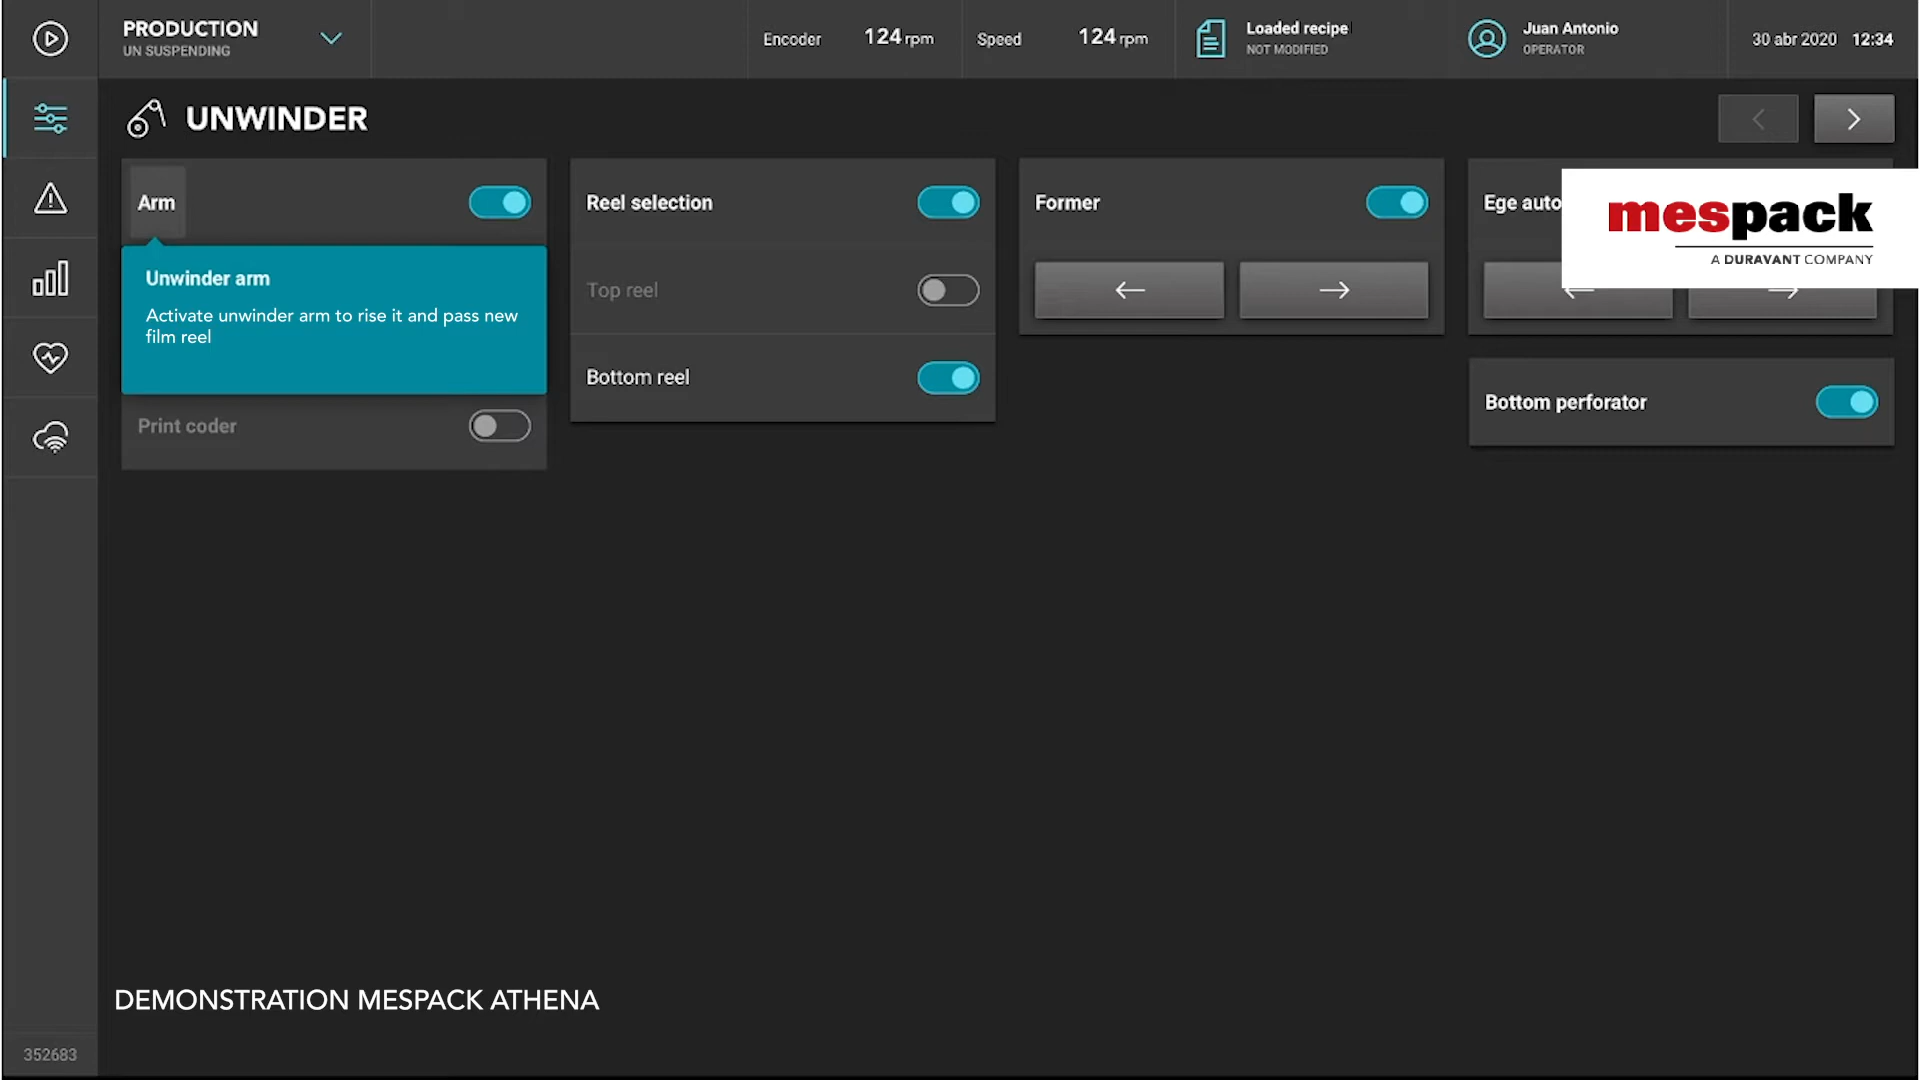 PRODUCTION
UN SUSPENDING
Encoder 124 rpm
Speed 124 rpm
Loaded recipe
NOT MODIFIED
Juan Antonio
OPERATOR
30 abr 2020 12:34
UNWINDER
Arm
Unwinder arm
Activate unwinder arm to rise it and pass new
film reel
Print coder
Reel selection
Top reel
Bottom reel
Former
Ege auto
mespack
A DURAVANT COMPANY
Bottom perforator
DEMONSTRATION MESPACK ATHENA
352683